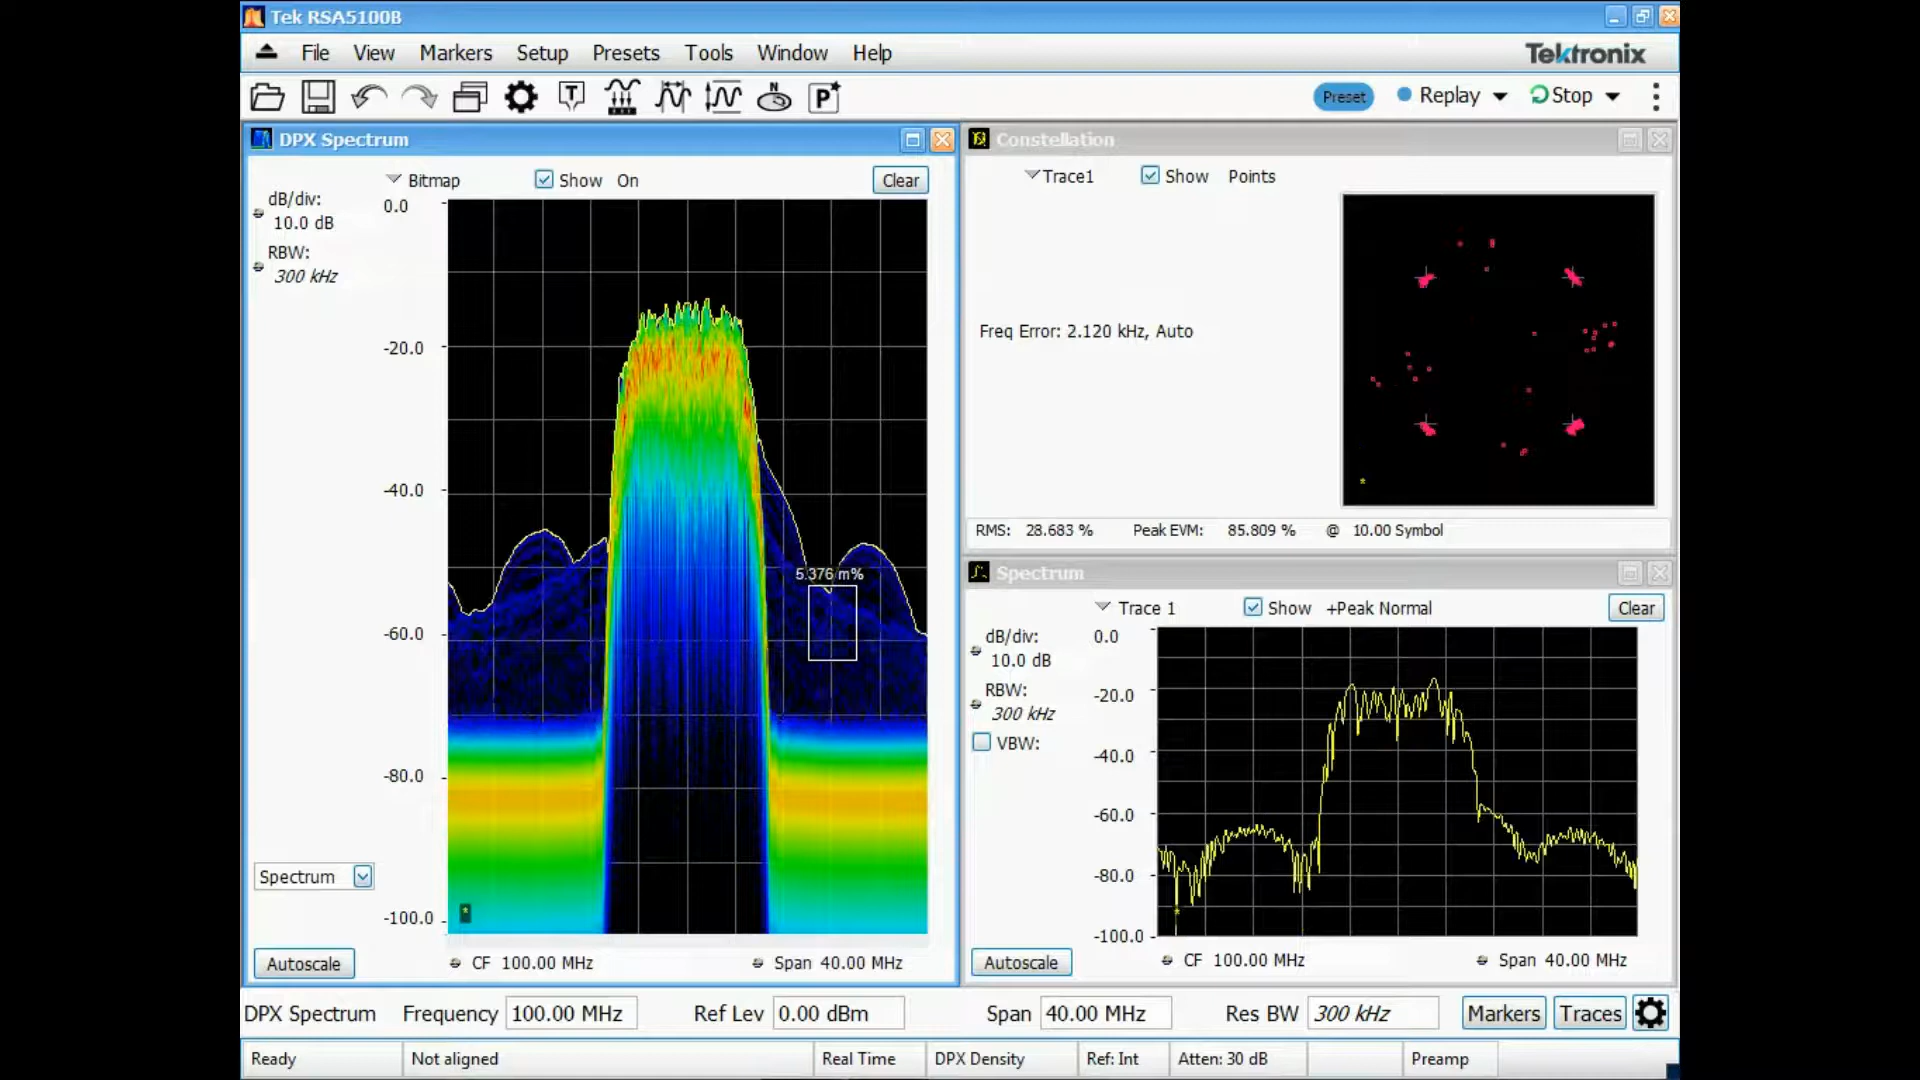 Tek RSA5100B
File View Markers Setup Presets Tools Window Help
Tektronix
Preset Replay Stop
DPX Spectrum
Bitmap Show On Clear
dB/div:
10.0 dB
RBW:
300 kHz
0.0
-20.0
-40.0
5.376 m%
-60.0
-80.0
Spectrum
-100.0
Autoscale
CF 100.00 MHz Span 40.00 MHz
Constellation
Trace1 Show Points
Freq Error: 2.120 kHz, Auto
RMS: 28.683 % Peak EVM: 85.809 % @ 10.00 Symbol
Spectrum
Trace 1 Show +Peak Normal Clear
dB/div:
10.0 dB
RBW:
300 kHz
VBW:
0.0
-20.0
-40.0
-60.0
-80.0
-100.0
Autoscale
CF 100.00 MHz Span 40.00 MHz
DPX Spectrum Frequency 100.00 MHz Ref Lev 0.00 dBm Span 40.00 MHz Res BW 300 kHz Markers Traces
Ready Not aligned Real Time DPX Density Ref: Int Atten: 30 dB Preamp